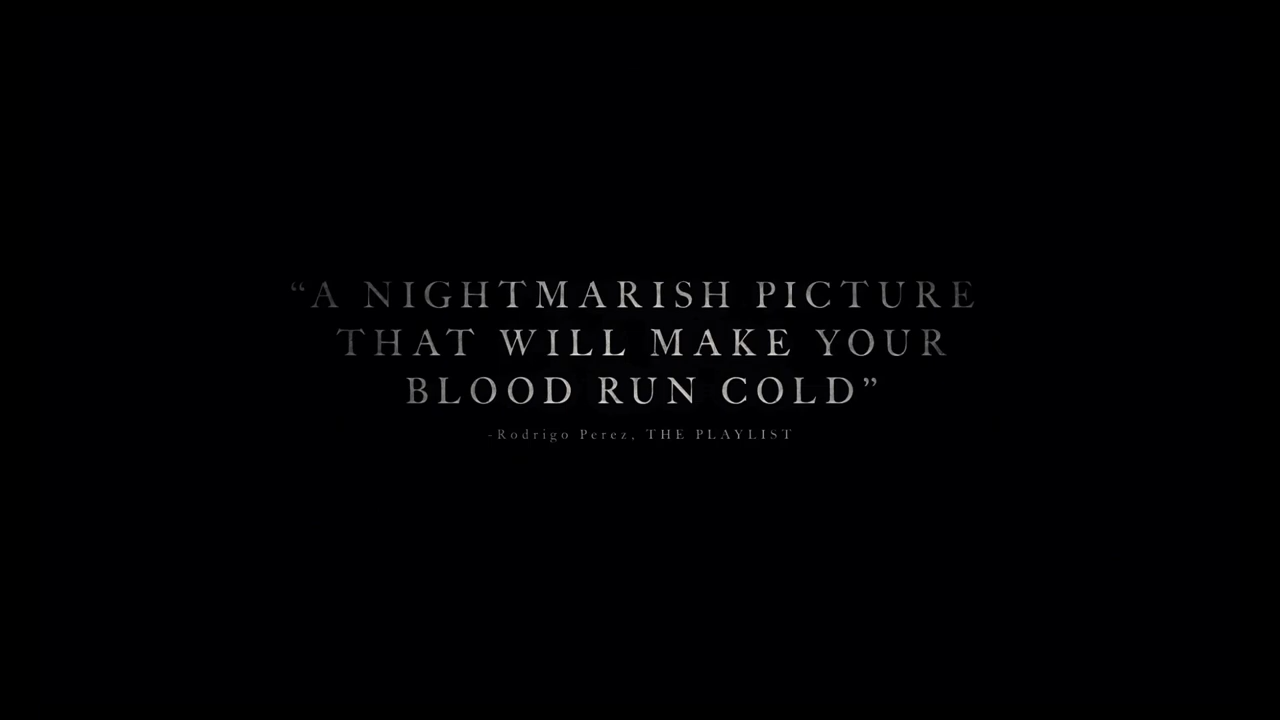 “A NIGHTMARISH PICTURE
THAT WILL MAKE YOUR
BLOOD RUN COLD”
-Rodrigo Perez, THE PLAYLIST